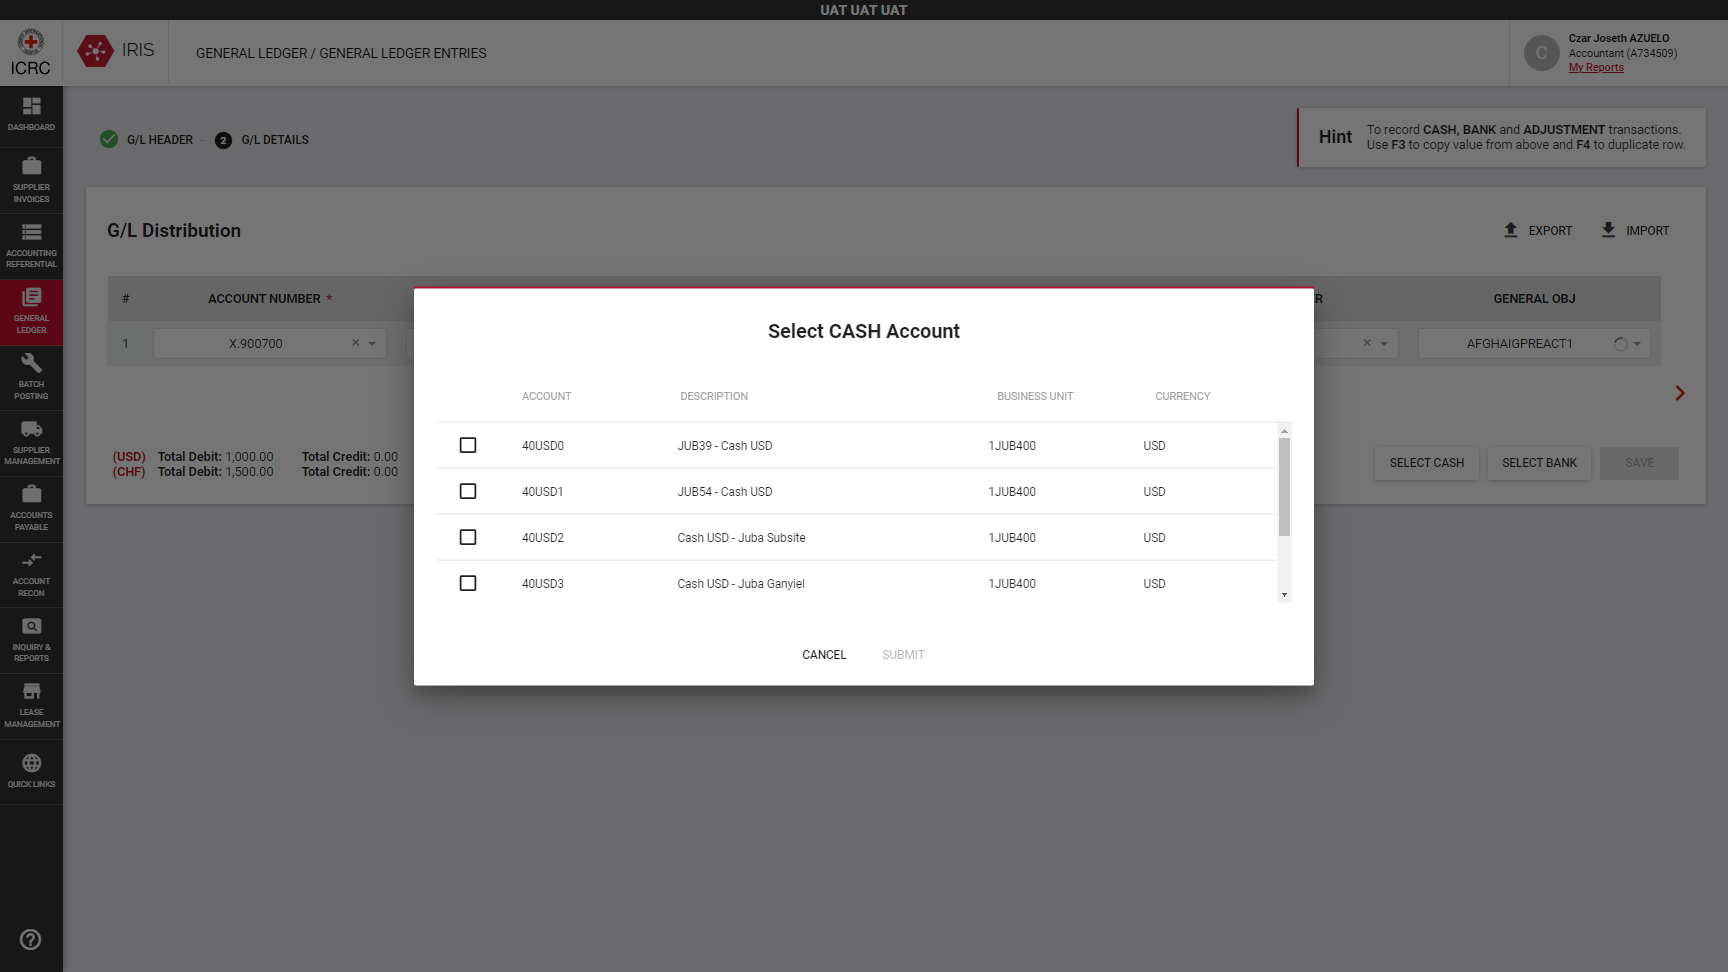 UAT UAT UAT
ICRC
IRIS
GENERAL LEDGER / GENERAL LEDGER ENTRIES
C
Czar Joseth AZUELO
Accountant (A734509)
My Reports
DASHBOARD
SUPPLIER
INVOICES
ACCOUNTING
REFERENTIAL
GENERAL
LEDGER
BATCH
POSTING
SUPPLIER
MANAGEMENT
ACCOUNTS
PAYABLE
ACCOUNT
RECON
INQUIRY &
REPORTS
LEASE
MANAGEMENT
QUICK LINKS
G/L HEADER - 2 G/L DETAILS
Hint
To record CASH, BANK and ADJUSTMENT transactions.
Use F3 to copy value from above and F4 to duplicate row.
G/L Distribution
EXPORT IMPORT
# ACCOUNT NUMBER * R GENERAL OBJ
1 X.900700 × × AFGHAIGPREACT1
(USD) Total Debit: 1,000.00 Total Credit: 0.00
(CHF) Total Debit: 1,500.00 Total Credit: 0.00
SELECT CASH SELECT BANK SAVE
Select CASH Account
ACCOUNT DESCRIPTION BUSINESS UNIT CURRENCY
40USD0 JUB39 - Cash USD 1JUB400 USD
40USD1 JUB54 - Cash USD 1JUB400 USD
40USD2 Cash USD - Juba Subsite 1JUB400 USD
40USD3 Cash USD - Juba Ganyiel 1JUB400 USD
CANCEL SUBMIT